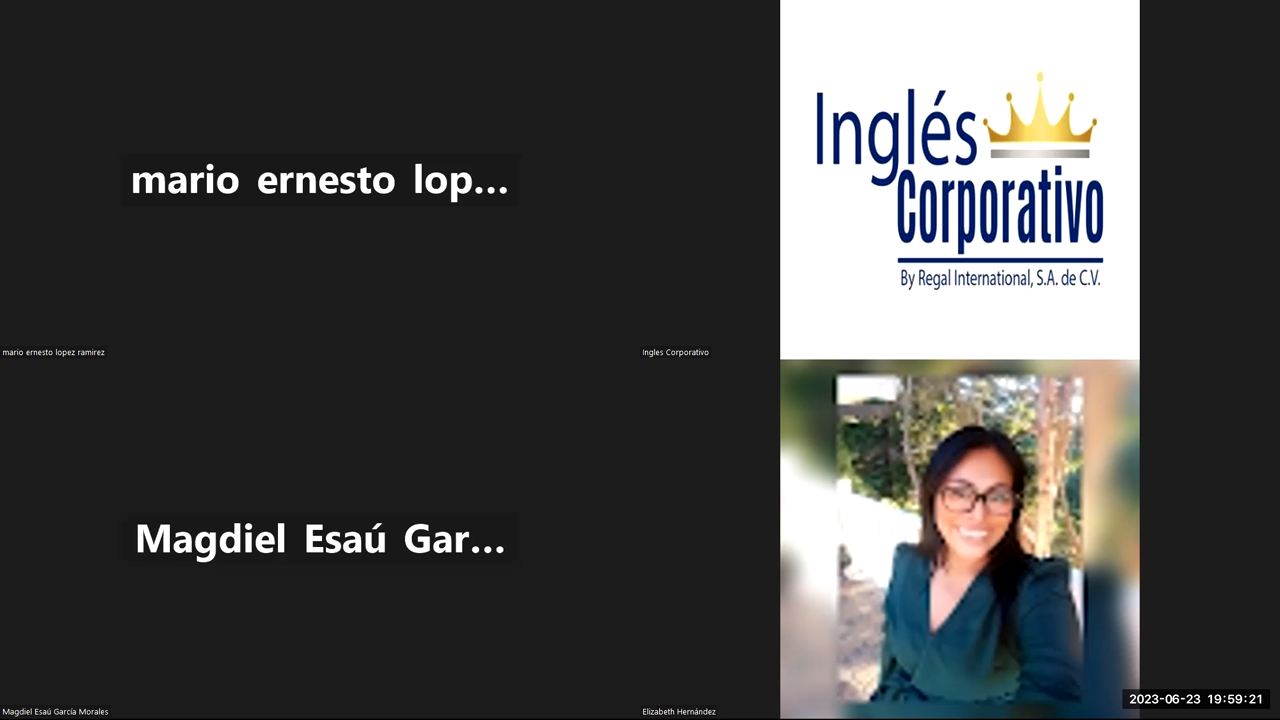 mario ernesto lop...
mario ernesto lopez ramirez
Inglés
Corporativo
By Regal International, S.A. de C.V.
Ingles Corporativo
Magdiel Esaú Gar...
Magdiel Esaú García Morales
Elizabeth Hernández
2023-06-23 19:59:21